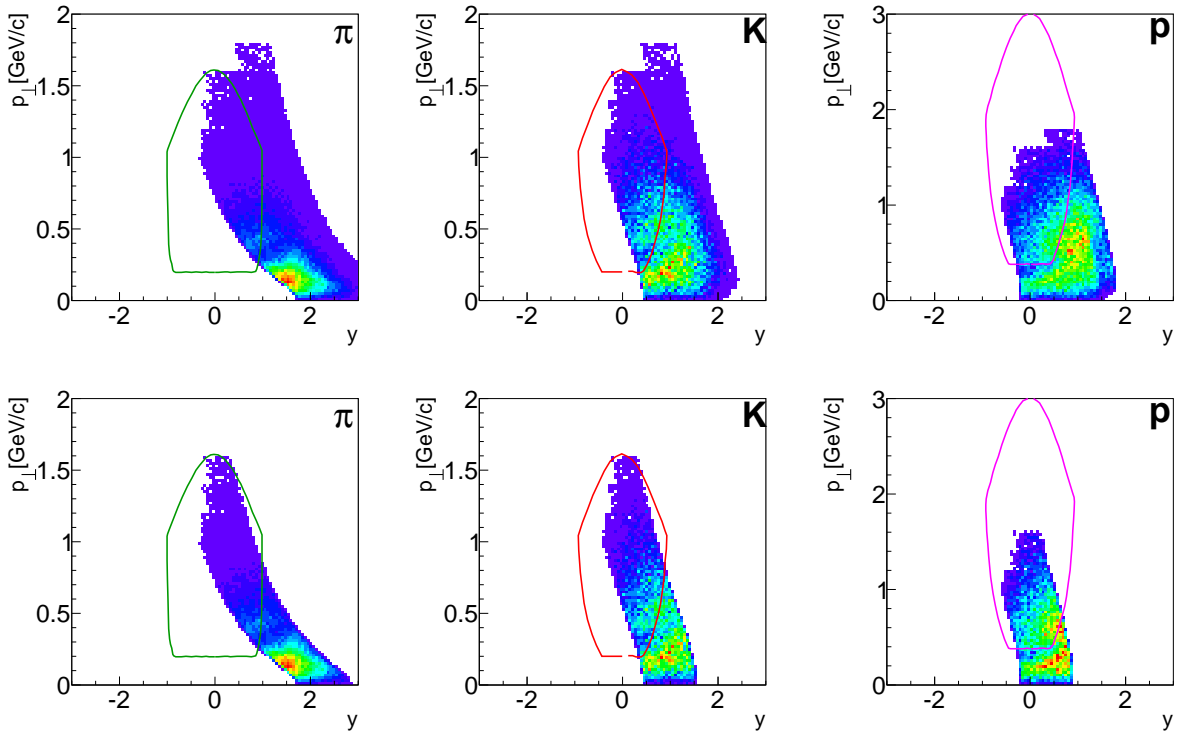 2 π 2 K 3 p
p⊥[GeV/c] p⊥[GeV/c] p⊥[GeV/c]
1.5 1.5 2
1 1
0.5 0.5 1
0 0 0
-2 0 2 -2 0 2 -2 0 2
y y y
2 π 2 K 3 p
p⊥[GeV/c] p⊥[GeV/c] p⊥[GeV/c]
1.5 1.5 2
1 1
0.5 0.5 1
0 0 0
-2 0 2 -2 0 2 -2 0 2
y y y